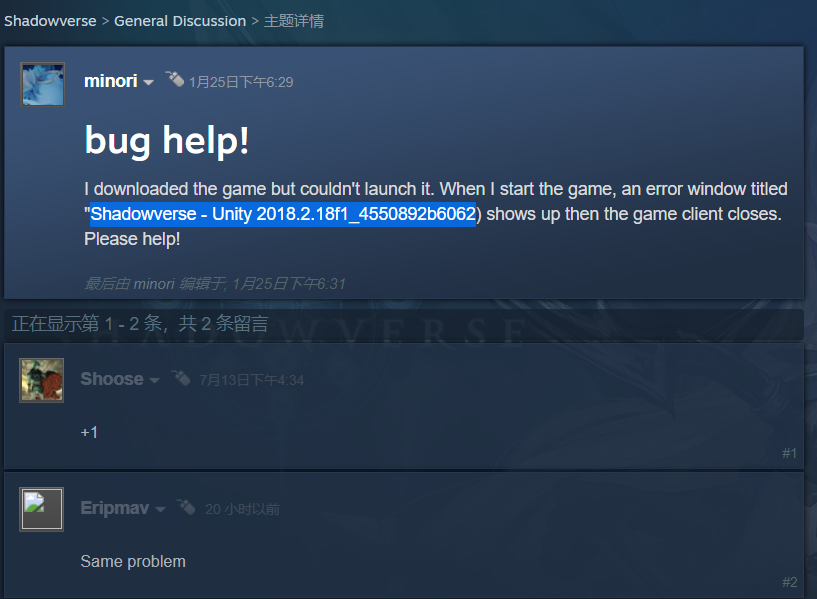 Shadowverse > General Discussion > 主题详情
minori 1月25日下午6:29
bug help!
I downloaded the game but couldn't launch it. When I start the game, an error window titled
"Shadowverse - Unity 2018.2.18f1_4550892b6062) shows up then the game client closes.
Please help!
最后由 minori 编辑于; 1月25日下午6:31
正在显示第 1 - 2 条，共 2 条留言
SHADOWVERSE
Shoose 7月13日下午4:34
+1
#1
Eripmav 20 小时以前
Same problem
#2